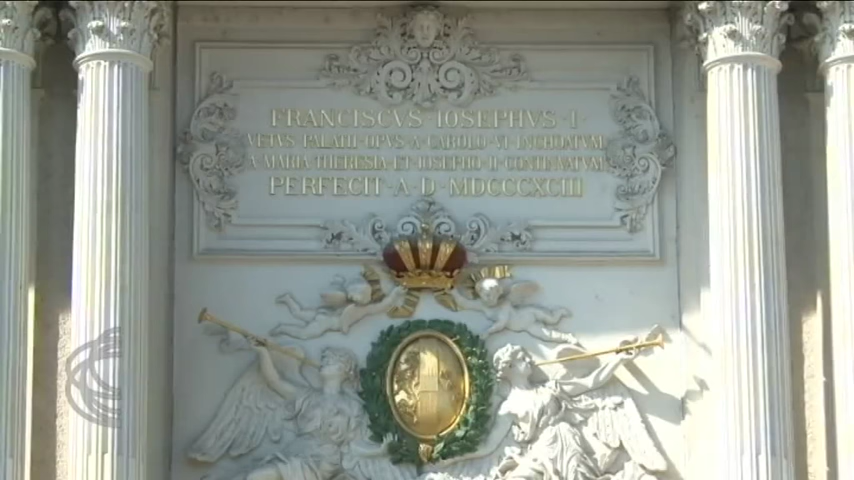 FRANCISCVS · IOSEPHVS · I ·
VETVS PALATII · OPVS · A · CAROLO · VI · INCHOATVM
A · MARIA · THERESIA · ET · IOSEPHO · II · CONTINVATVM
PERFECIT · A · D · MDCCCXCIII